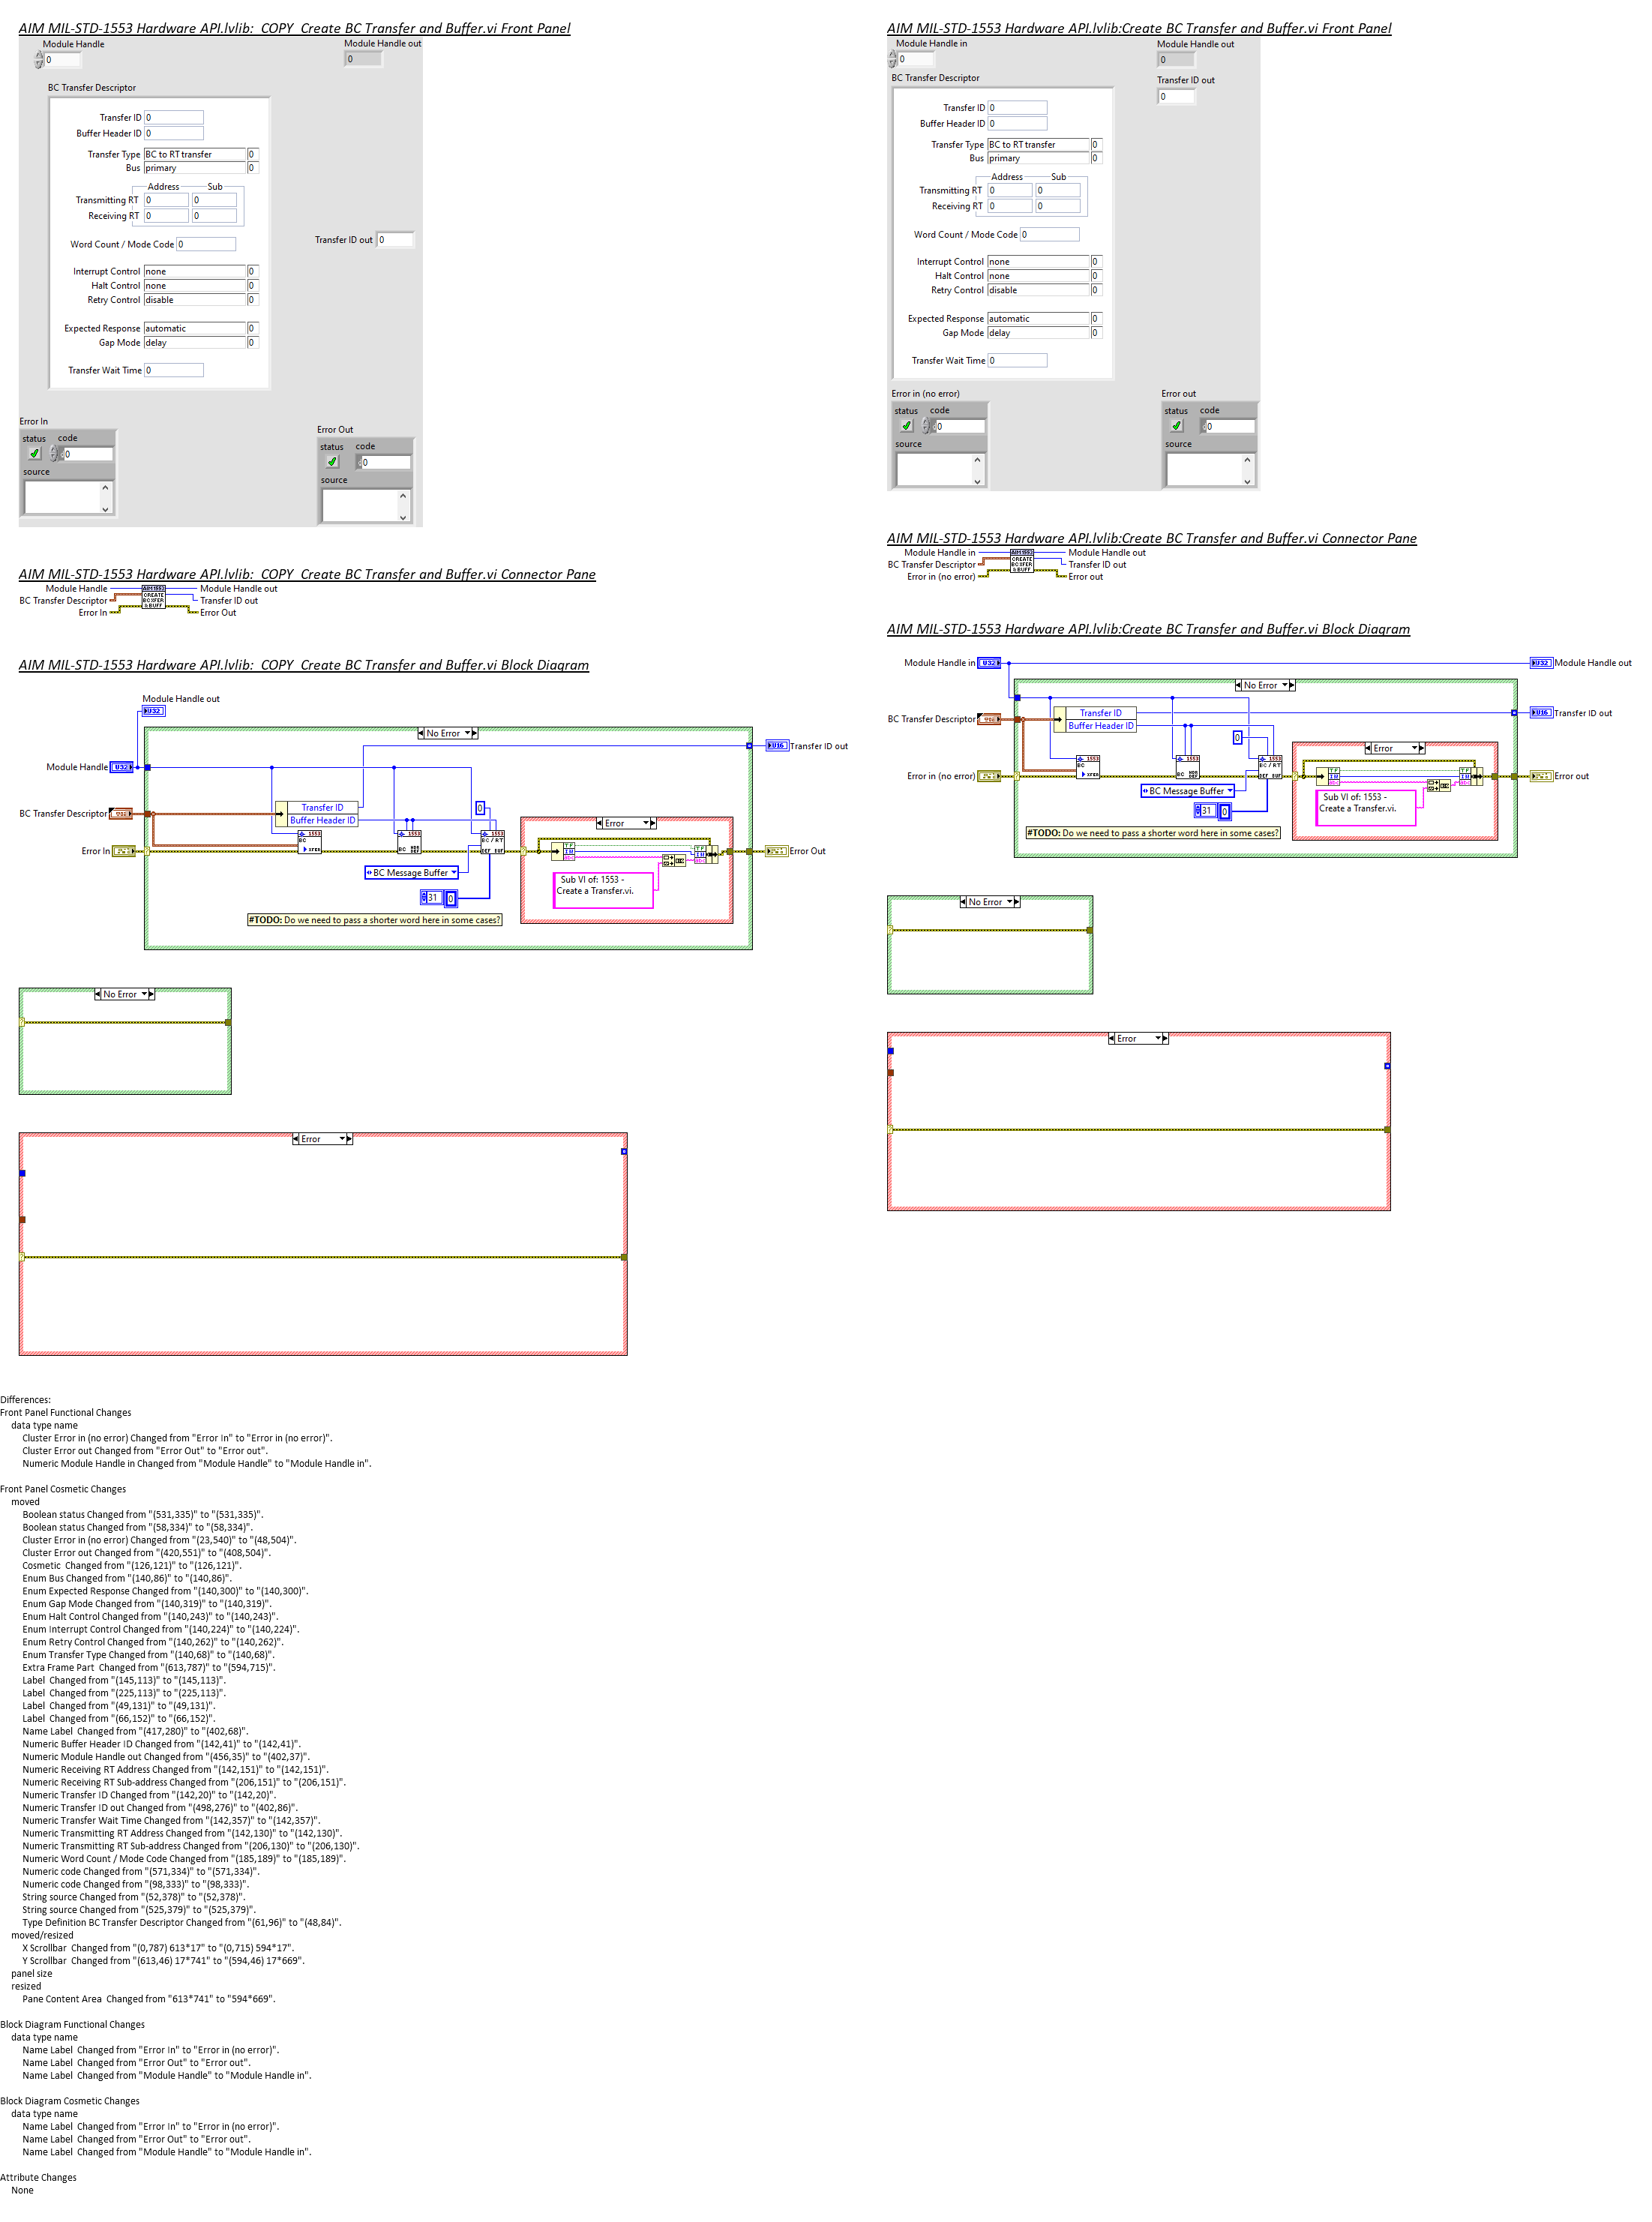 AIM MIL-STD-1553 Hardware API.lvlib:  COPY  Create BC Transfer and Buffer.vi Front Panel
Module Handle
0
Module Handle out
0
BC Transfer Descriptor
Transfer ID 0
Buffer Header ID 0
Transfer Type BC to RT transfer 0
Bus primary 0
Address Sub
Transmitting RT 0 0
Receiving RT 0 0
Word Count / Mode Code 0
Transfer ID out 0
Interrupt Control none 0
Halt Control none 0
Retry Control disable 0
Expected Response automatic 0
Gap Mode delay 0
Transfer Wait Time 0
Error In
status code
0
source
Error Out
status code
0
source
AIM MIL-STD-1553 Hardware API.lvlib:  COPY  Create BC Transfer and Buffer.vi Connector Pane
Module Handle
BC Transfer Descriptor
Error In
AIM1553
CREATE
BC XFER
& BUFF
Module Handle out
Transfer ID out
Error Out
AIM MIL-STD-1553 Hardware API.lvlib:  COPY  Create BC Transfer and Buffer.vi Block Diagram
Module Handle out
U32
No Error
U16 Transfer ID out
Module Handle U32
BC Transfer Descriptor
Transfer ID
Buffer Header ID
0
1553
BC
XFER
1553
BC
1553
BC / RT
DEF BUF
Error
Error In
Error Out
BC Message Buffer
Sub VI of: 1553 -
Create a Transfer.vi.
31 0
#TODO: Do we need to pass a shorter word here in some cases?
No Error
Error
AIM MIL-STD-1553 Hardware API.lvlib:Create BC Transfer and Buffer.vi Front Panel
Module Handle in
0
Module Handle out
0
BC Transfer Descriptor
Transfer ID out
0
Transfer ID 0
Buffer Header ID 0
Transfer Type BC to RT transfer 0
Bus primary 0
Address Sub
Transmitting RT 0 0
Receiving RT 0 0
Word Count / Mode Code 0
Interrupt Control none 0
Halt Control none 0
Retry Control disable 0
Expected Response automatic 0
Gap Mode delay 0
Transfer Wait Time 0
Error in (no error)
status code
0
source
Error out
status code
0
source
AIM MIL-STD-1553 Hardware API.lvlib:Create BC Transfer and Buffer.vi Connector Pane
Module Handle in
BC Transfer Descriptor
Error in (no error)
AIM1553
CREATE
BC XFER
& BUFF
Module Handle out
Transfer ID out
Error out
AIM MIL-STD-1553 Hardware API.lvlib:Create BC Transfer and Buffer.vi Block Diagram
Module Handle in U32
U32 Module Handle out
No Error
BC Transfer Descriptor
Transfer ID
Buffer Header ID
U16 Transfer ID out
0
1553
BC
XFER
1553
BC
1553
BC / RT
DEF BUF
Error
Error in (no error)
Error out
BC Message Buffer
Sub VI of: 1553 -
Create a Transfer.vi.
31 0
#TODO: Do we need to pass a shorter word here in some cases?
No Error
Error
Differences:
Front Panel Functional Changes
data type name
Cluster Error in (no error) Changed from "Error In" to "Error in (no error)".
Cluster Error out Changed from "Error Out" to "Error out".
Numeric Module Handle in Changed from "Module Handle" to "Module Handle in".
Front Panel Cosmetic Changes
moved
Boolean status Changed from "(531,335)" to "(531,335)".
Boolean status Changed from "(58,334)" to "(58,334)".
Cluster Error in (no error) Changed from "(23,540)" to "(48,504)".
Cluster Error out Changed from "(420,551)" to "(408,504)".
Cosmetic  Changed from "(126,121)" to "(126,121)".
Enum Bus Changed from "(140,86)" to "(140,86)".
Enum Expected Response Changed from "(140,300)" to "(140,300)".
Enum Gap Mode Changed from "(140,319)" to "(140,319)".
Enum Halt Control Changed from "(140,243)" to "(140,243)".
Enum Interrupt Control Changed from "(140,224)" to "(140,224)".
Enum Retry Control Changed from "(140,262)" to "(140,262)".
Enum Transfer Type Changed from "(140,68)" to "(140,68)".
Extra Frame Part  Changed from "(613,787)" to "(594,715)".
Label  Changed from "(145,113)" to "(145,113)".
Label  Changed from "(225,113)" to "(225,113)".
Label  Changed from "(49,131)" to "(49,131)".
Label  Changed from "(66,152)" to "(66,152)".
Name Label  Changed from "(417,280)" to "(402,68)".
Numeric Buffer Header ID Changed from "(142,41)" to "(142,41)".
Numeric Module Handle out Changed from "(456,35)" to "(402,37)".
Numeric Receiving RT Address Changed from "(142,151)" to "(142,151)".
Numeric Receiving RT Sub-address Changed from "(206,151)" to "(206,151)".
Numeric Transfer ID Changed from "(142,20)" to "(142,20)".
Numeric Transfer ID out Changed from "(498,276)" to "(402,86)".
Numeric Transfer Wait Time Changed from "(142,357)" to "(142,357)".
Numeric Transmitting RT Address Changed from "(142,130)" to "(142,130)".
Numeric Transmitting RT Sub-address Changed from "(206,130)" to "(206,130)".
Numeric Word Count / Mode Code Changed from "(185,189)" to "(185,189)".
Numeric code Changed from "(571,334)" to "(571,334)".
Numeric code Changed from "(98,333)" to "(98,333)".
String source Changed from "(52,378)" to "(52,378)".
String source Changed from "(525,379)" to "(525,379)".
Type Definition BC Transfer Descriptor Changed from "(61,96)" to "(48,84)".
moved/resized
X Scrollbar  Changed from "(0,787) 613*17" to "(0,715) 594*17".
Y Scrollbar  Changed from "(613,46) 17*741" to "(594,46) 17*669".
panel size
resized
Pane Content Area  Changed from "613*741" to "594*669".
Block Diagram Functional Changes
data type name
Name Label  Changed from "Error In" to "Error in (no error)".
Name Label  Changed from "Error Out" to "Error out".
Name Label  Changed from "Module Handle" to "Module Handle in".
Block Diagram Cosmetic Changes
data type name
Name Label  Changed from "Error In" to "Error in (no error)".
Name Label  Changed from "Error Out" to "Error out".
Name Label  Changed from "Module Handle" to "Module Handle in".
Attribute Changes
None